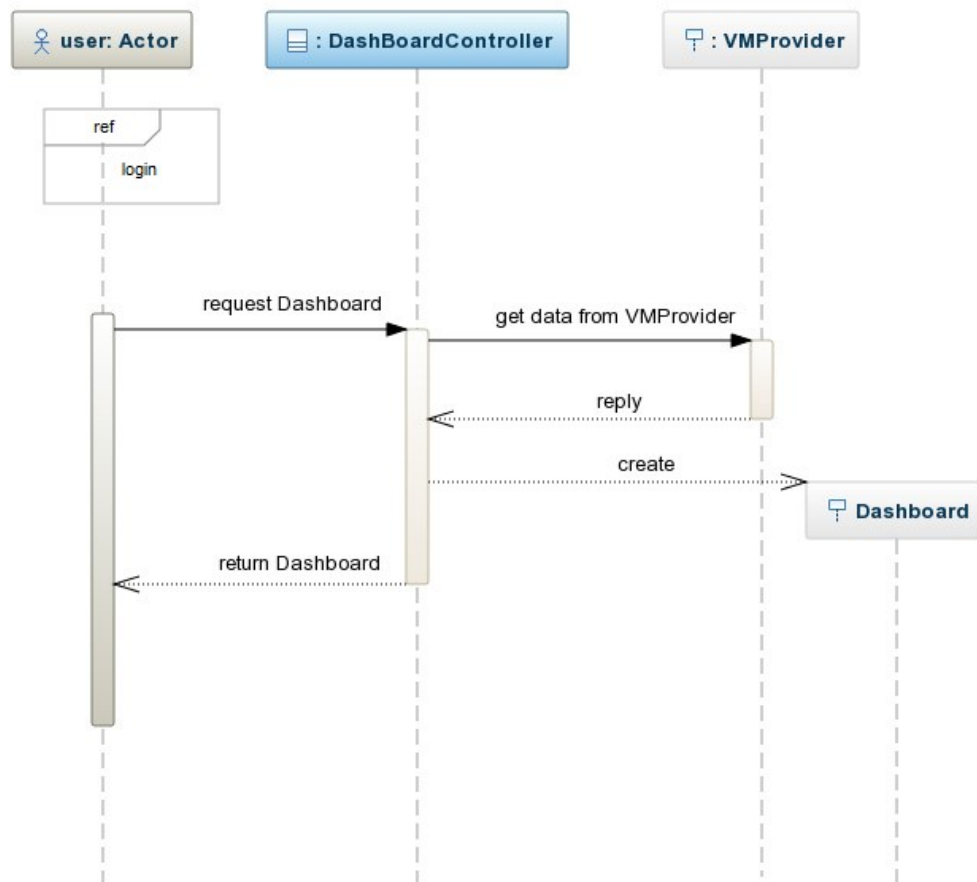 user: Actor
: DashBoardController
: VMProvider
ref
login
request Dashboard
get data from VMProvider
reply
create
Dashboard
return Dashboard